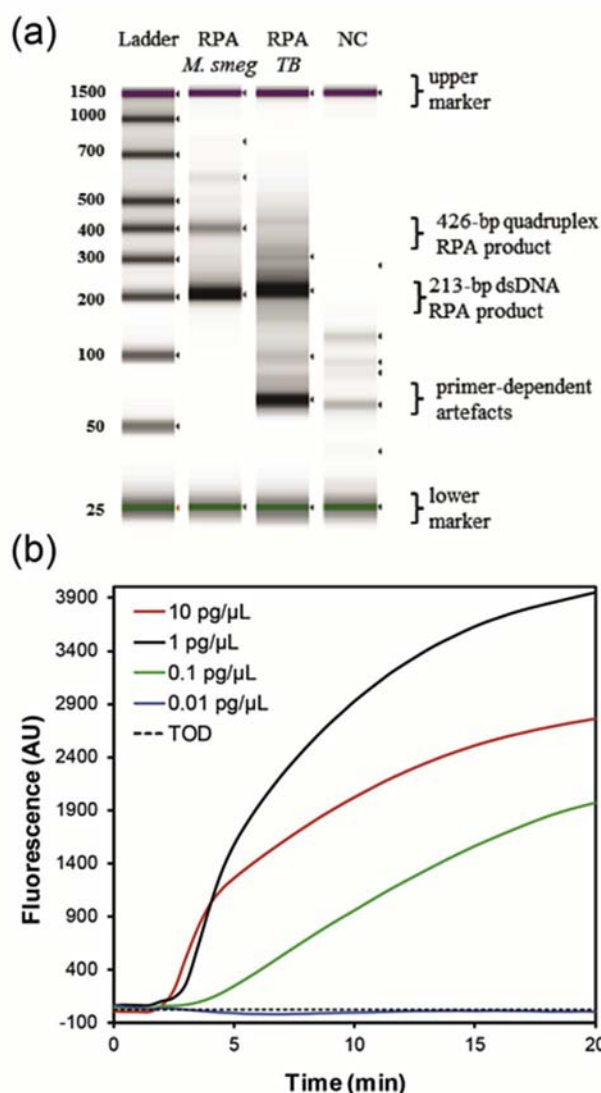 (a)
Ladder RPA RPA NC
M. smeg TB
1500
1000
700
500
400
300
200
100
50
25
upper
marker
426-bp quadruplex
RPA product
213-bp dsDNA
RPA product
primer-dependent
artefacts
lower
marker
(b)
3900
3400
2900
2400
1900
1400
900
400
-100
Fluorescence (AU)
10 pg/µL
1 pg/µL
0.1 pg/µL
0.01 pg/µL
TOD
0 5 10 15 20
Time (min)